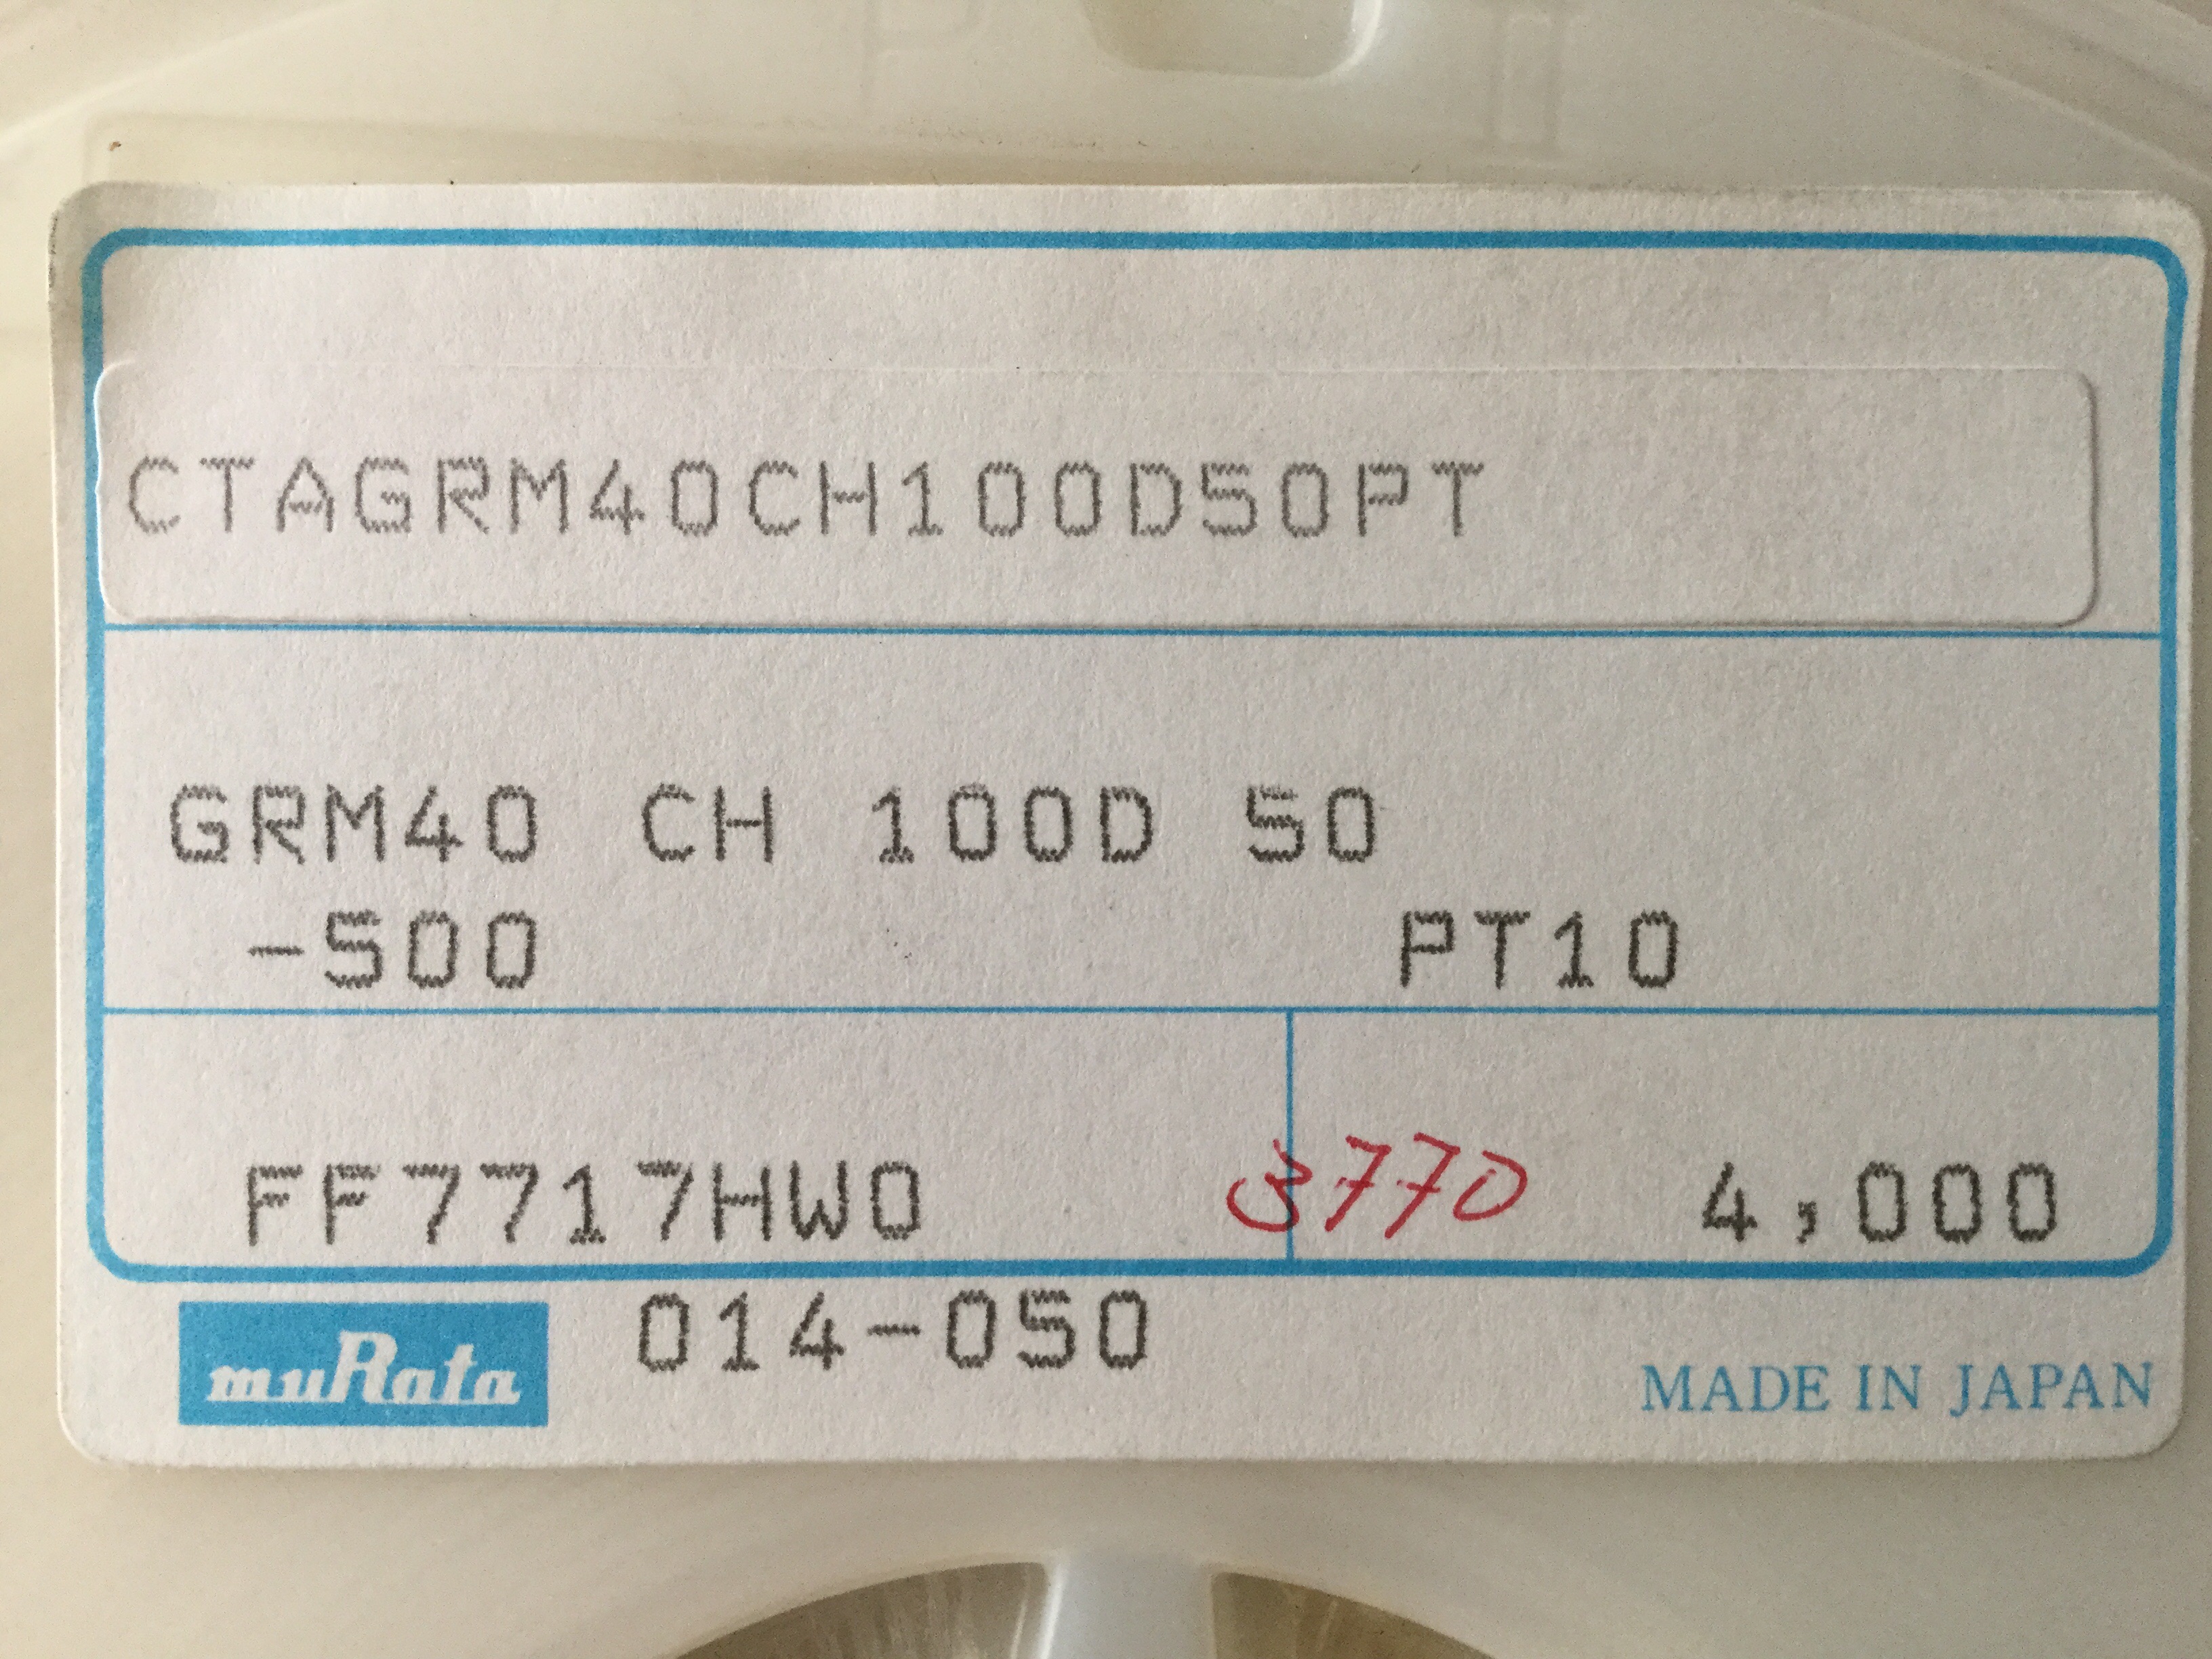 CTAGRM40CH100D50PT
GRM40 CH 100D 50
-500 PT10
FF7717HW0 3770 4,000
muRata 014-050
MADE IN JAPAN